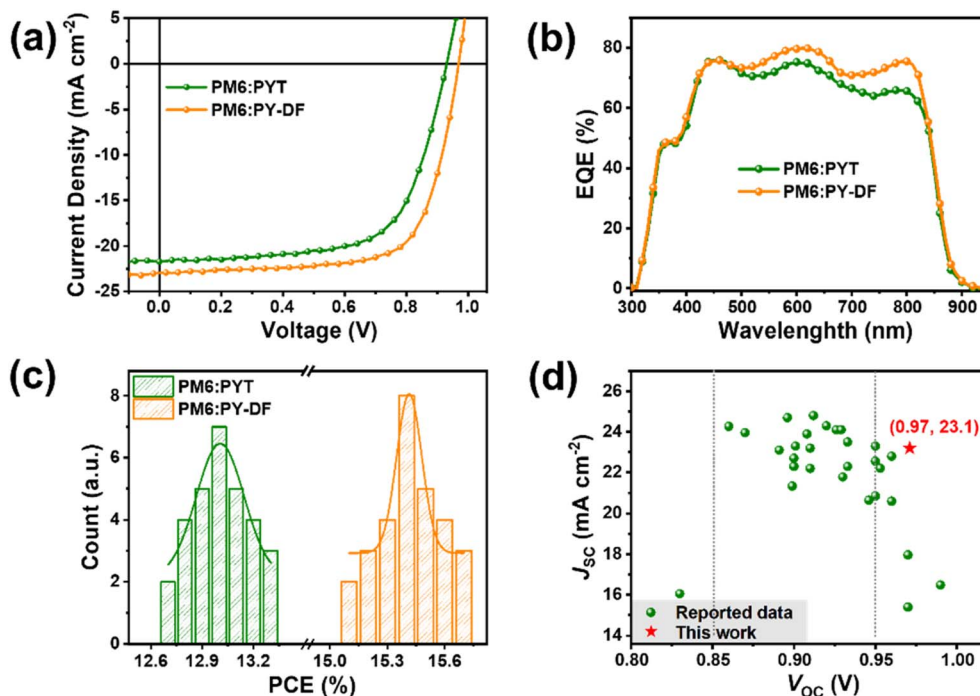 (a)
5
0
-5
-10
-15
-20
-25
Current Density (mA cm⁻²)
PM6:PYT
PM6:PY-DF
0.0 0.2 0.4 0.6 0.8 1.0
Voltage (V)
(b)
80
60
40
20
0
EQE (%)
PM6:PYT
PM6:PY-DF
300 400 500 600 700 800 900
Wavelenghth (nm)
(c)
8
6
4
2
0
Count (a.u.)
PM6:PYT
PM6:PY-DF
12.6 12.9 13.2 15.0 15.3 15.6
PCE (%)
(d)
26
24
22
20
18
16
14
JSC (mA cm⁻²)
(0.97, 23.1)
Reported data
This work
0.80 0.85 0.90 0.95 1.00
VOC (V)